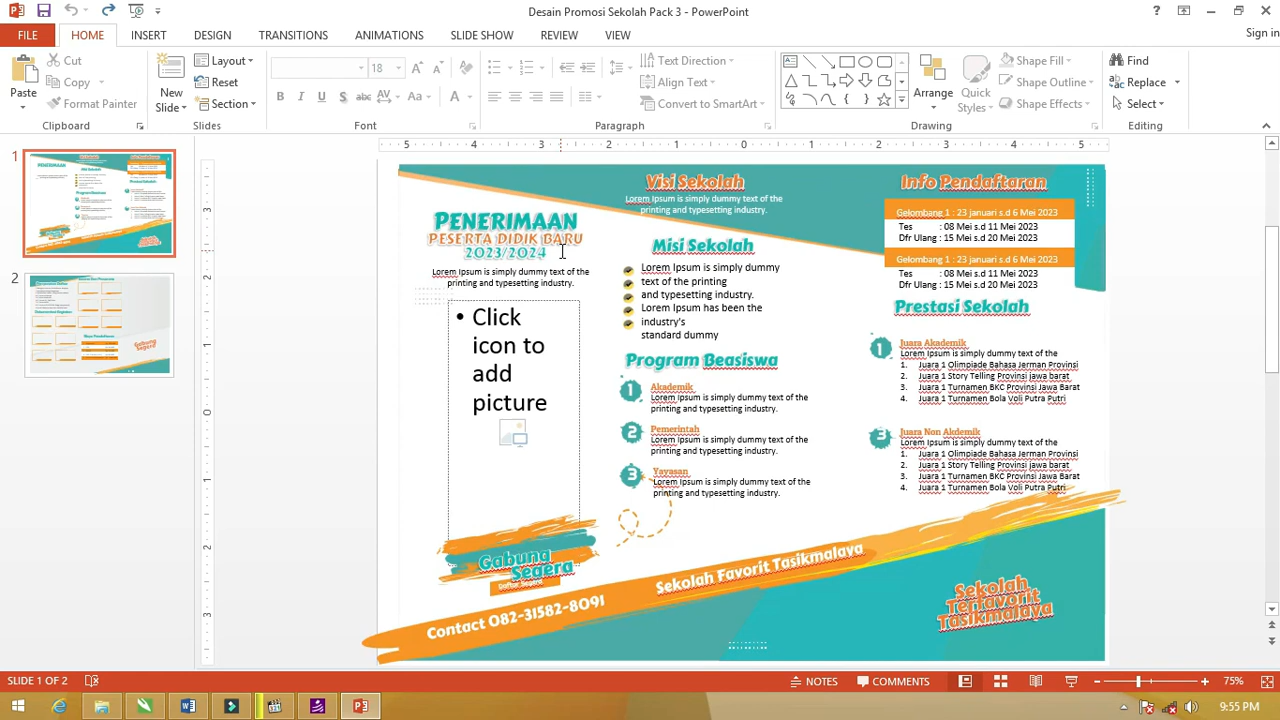 Desain Promosi Sekolah Pack 3 - PowerPoint
Sign in
FILE HOME INSERT DESIGN TRANSITIONS ANIMATIONS SLIDE SHOW REVIEW VIEW
Paste
Cut
Copy
Format Painter
Clipboard
New Slide
Layout
Reset
Section
Slides
18
Font
Text Direction
Align Text
Convert to SmartArt
Paragraph
Arrange
Quick Styles
Shape Fill
Shape Outline
Shape Effects
Drawing
Find
Replace
Select
Editing
1
2
PENERIMAAN
PESERTA DIDIK BARU
2023/2024
Lorem Ipsum is simply dummy text of the
printing and typesetting industry.
• Click
icon to
add
picture
Gabung
Segera
Daftar Segera
Contact 082-31582-8091
Visi Sekolah
Lorem Ipsum is simply dummy text of the
printing and typesetting industry.
Misi Sekolah
Lorem Ipsum is simply dummy
text of the printing
and typesetting industry.
Lorem Ipsum has been the
industry's
standard dummy
Program Beasiswa
1 Akademik
Lorem Ipsum is simply dummy text of the
printing and typesetting industry.
2 Pemerintah
Lorem Ipsum is simply dummy text of the
printing and typesetting industry.
3 Yayasan
Lorem Ipsum is simply dummy text of the
printing and typesetting industry.
Sekolah Favorit Tasikmalaya
Info Pendaftaran
Gelombang 1 : 23 januari s.d 6 Mei 2023
Tes : 08 Mei sd 11 Mei 2023
Dfr Ulang : 15 Mei sd 20 Mei 2023
Gelombang 1 : 23 januari s.d 6 Mei 2023
Tes : 08 Mei sd 11 Mei 2023
Dfr Ulang : 15 Mei sd 20 Mei 2023
Prestasi Sekolah
1 Juara Akademik
Lorem Ipsum is simply dummy text of the
1. Juara 1 Olimpiade Bahasa Jerman Provinsi
2. Juara 1 Story Telling Provinsi jawa barat
3. Juara 1 Turnamen BKC Provinsi Jawa Barat
4. Juara 1 Turnamen Bola Voli Putra Putri
3 Juara Non Akdemik
Lorem Ipsum is simply dummy text of the
1. Juara 1 Olimpiade Bahasa Jerman Provinsi
2. Juara 1 Story Telling Provinsi jawa barat
3. Juara 1 Turnamen BKC Provinsi Jawa Barat
4. Juara 1 Turnamen Bola Voli Putra Putri
Sekolah
Terfavorit
Tasikmalaya
SLIDE 1 OF 2
NOTES
COMMENTS
75%
9:55 PM